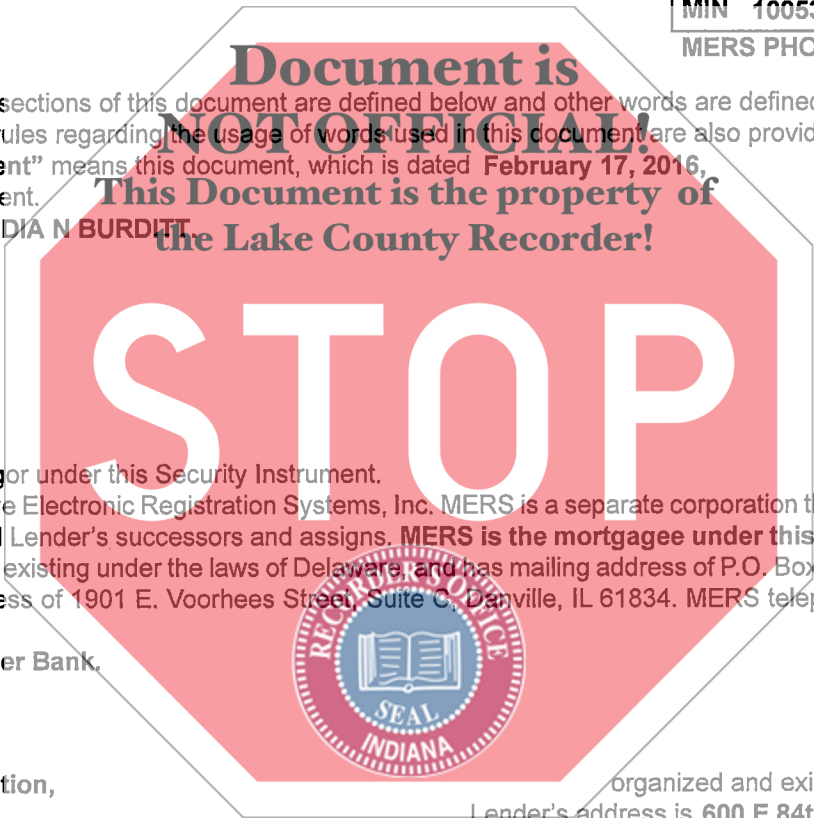 MIN 10053
MERS PHO
Document is
sections of this document are defined below and other words are defined
ules regarding the usage of words used in this document are also provid
NOT OFFICIAL!
ent" means this document, which is dated February 17, 2016,
ent.
This Document is the property of
DIA N BURDITT.
the Lake County Recorder!
STOP
gor under this Security Instrument.
e Electronic Registration Systems, Inc. MERS is a separate corporation t
Lender's successors and assigns. MERS is the mortgagee under this
existing under the laws of Delaware, and has mailing address of P.O. Box
ess of 1901 E. Voorhees Street, Suite C, Danville, IL 61834. MERS telep
RECORDER'S OFFICE
er Bank.
SEAL
INDIANA
tion,
organized and exi
Lender's address is 600 E 84t